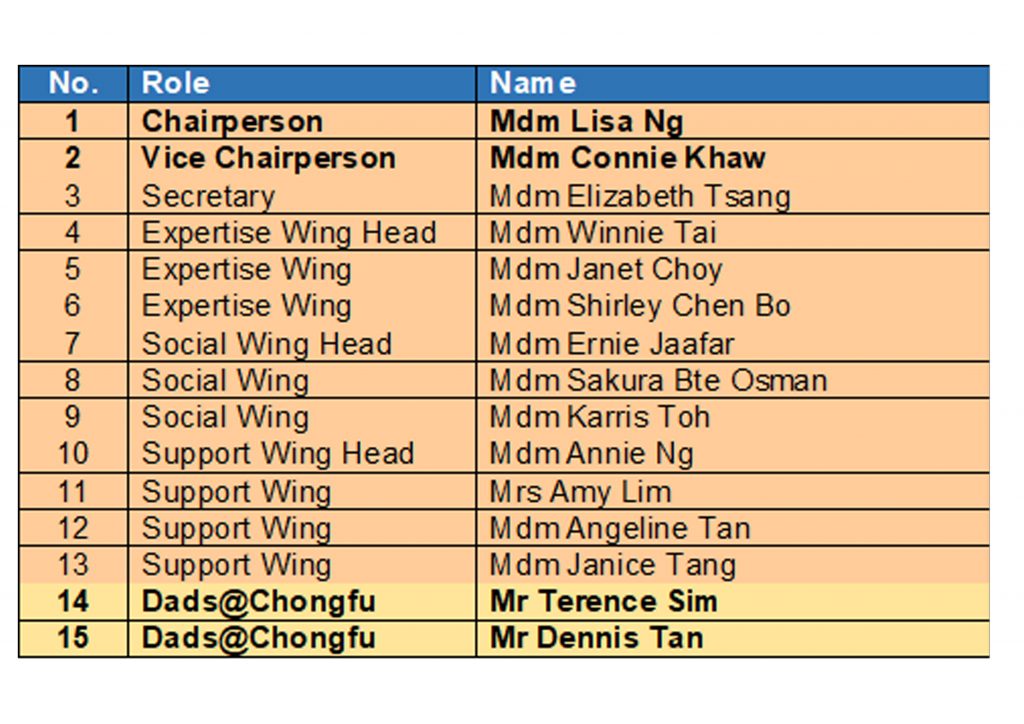 No. Role Name
1 Chairperson Mdm Lisa Ng
2 Vice Chairperson Mdm Connie Khaw
3 Secretary Mdm Elizabeth Tsang
4 Expertise Wing Head Mdm Winnie Tai
5 Expertise Wing Mdm Janet Choy
6 Expertise Wing Mdm Shirley Chen Bo
7 Social Wing Head Mdm Ernie Jaafar
8 Social Wing Mdm Sakura Bte Osman
9 Social Wing Mdm Karris Toh
10 Support Wing Head Mdm Annie Ng
11 Support Wing Mrs Amy Lim
12 Support Wing Mdm Angeline Tan
13 Support Wing Mdm Janice Tang
14 Dads@Chongfu Mr Terence Sim
15 Dads@Chongfu Mr Dennis Tan